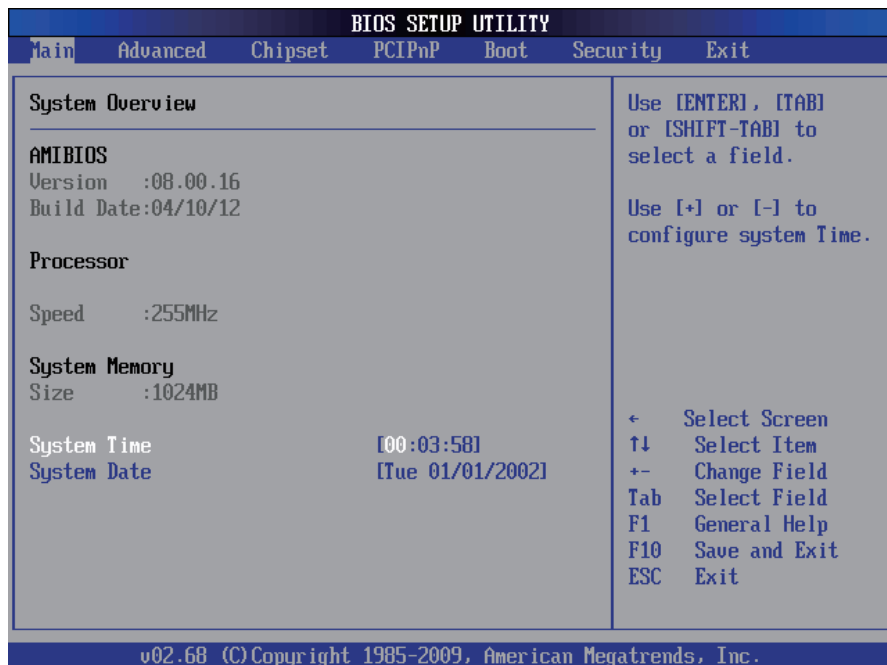 BIOS SETUP UTILITY
Main Advanced Chipset PCIPnP Boot Security Exit
System Overview
AMIBIOS
Version :08.00.16
Build Date:04/10/12
Processor
Speed :255MHz
System Memory
Size :1024MB
System Time [00:03:58]
System Date [Tue 01/01/2002]
Use [ENTER], [TAB]
or [SHIFT-TAB] to
select a field.
Use [+] or [-] to
configure system Time.
← Select Screen
↑↓ Select Item
+- Change Field
Tab Select Field
F1 General Help
F10 Save and Exit
ESC Exit
v02.68 (C)Copyright 1985-2009, American Megatrends, Inc.